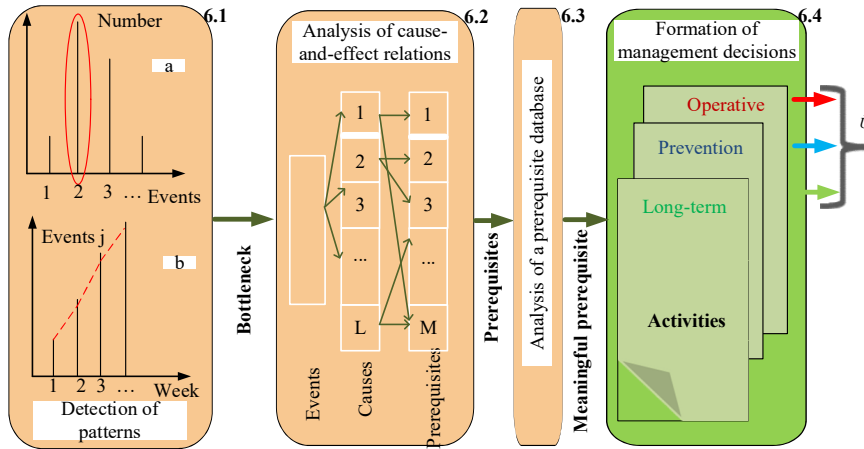 6.1
Number
a
1 2 3 ... Events
Events j
b
Week
1 2 3 ...
Detection of
patterns
Bottleneck
6.2
Analysis of cause-
and-effect relations
1 1
2 2
3 3
... ...
L M
Events
Causes
Prerequisites
Prerequisites
6.3
Analysis of a prerequisite database
Meaningful prerequisite
6.4
Formation of
management decisions
Operative
Prevention
Long-term
Activities